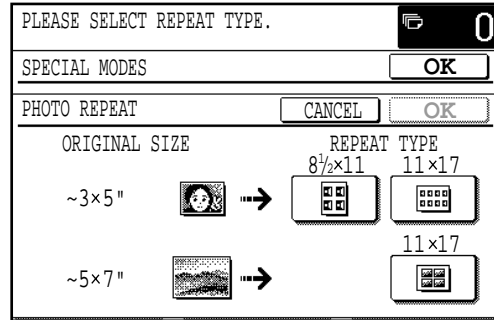 PLEASE SELECT REPEAT TYPE.
0
SPECIAL MODES
OK
PHOTO REPEAT
CANCEL
OK
ORIGINAL SIZE
REPEAT TYPE
8½×11
11×17
~3×5"
11×17
~5×7"